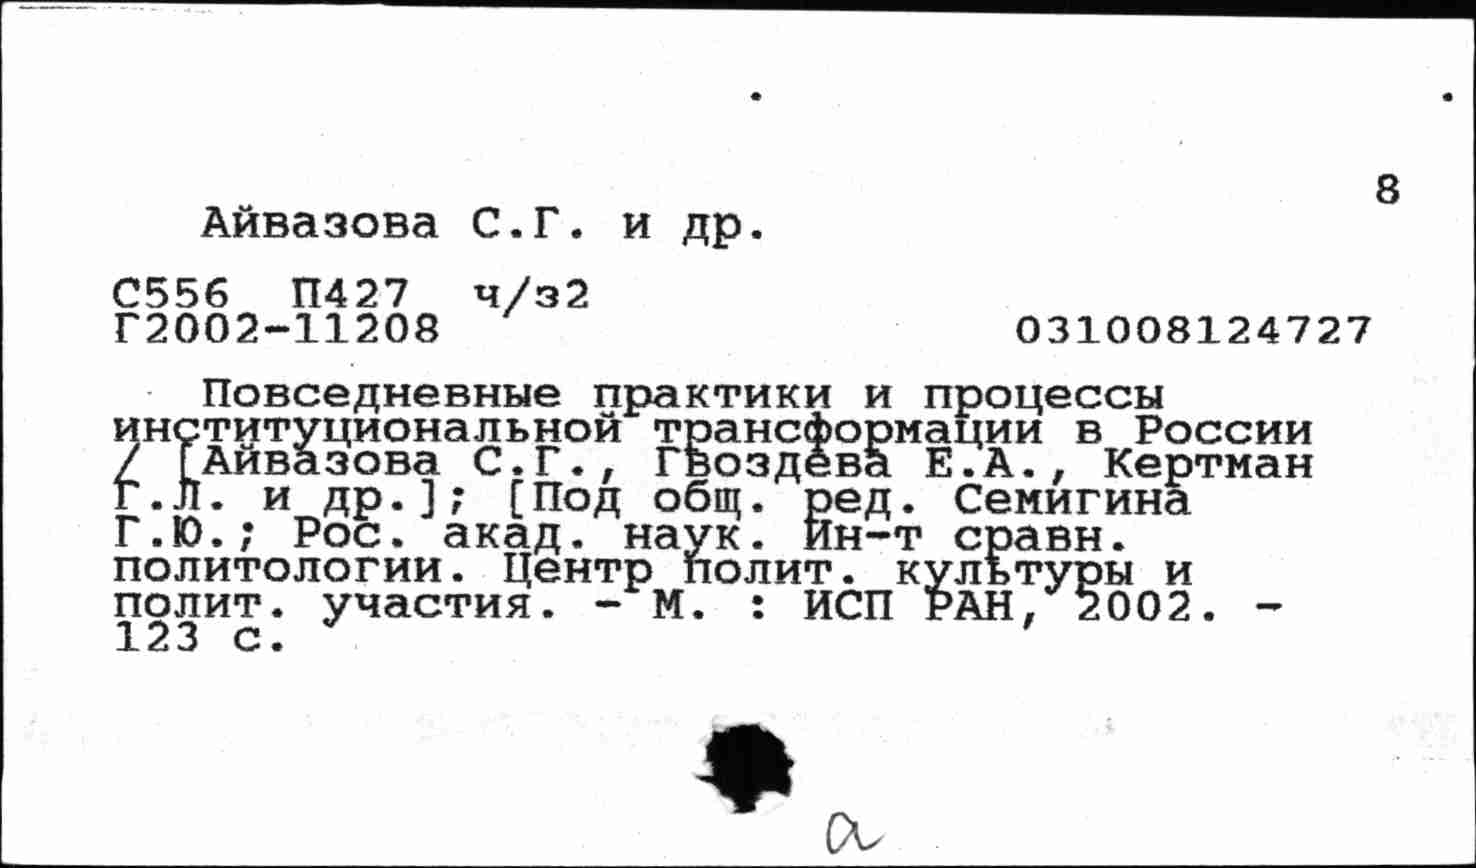 8
Айвазова С.Г. и др.
С556 П427 ч/з2
Г2002-11208 031008124727
Повседневные практики и процессы
институциональной трансформации в России
/ [Айвазова С.Г., Гвоздева Е.А., Кертман
Г.Л. и др.]; [Под общ. ред. Семигина
Г.Ю.; Рос. акад. наук. Ин-т сравн.
политологии. Центр полит. культуры и
полит. участия. - М. : ИСП РАН, 2002. -
123 с.
а